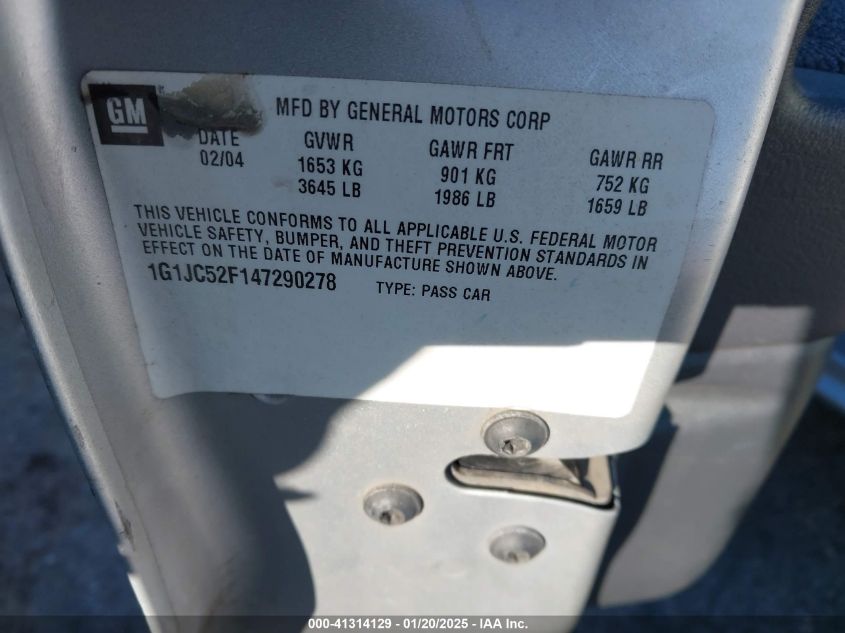 GM
MFD BY GENERAL MOTORS CORP
DATE GVWR GAWR FRT GAWR RR
02/04 1653 KG 901 KG 752 KG
3645 LB 1986 LB 1659 LB
THIS VEHICLE CONFORMS TO ALL APPLICABLE U.S. FEDERAL MOTOR
VEHICLE SAFETY, BUMPER, AND THEFT PREVENTION STANDARDS IN
EFFECT ON THE DATE OF MANUFACTURE SHOWN ABOVE.
1G1JC52F147290278 TYPE: PASS CAR
000-41314129 - 01/20/2025 - IAA Inc.